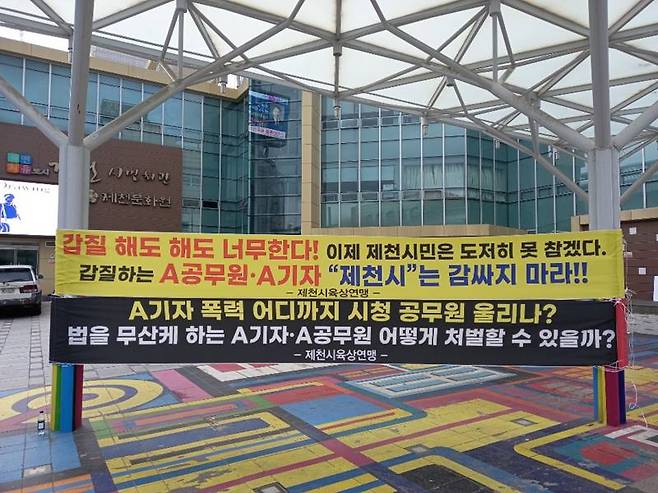 시민회관
제천문화원
갑질 해도 해도 너무한다! 이제 제천시민은 도저히 못 참겠다.
갑질하는 A공무원·A기자 “제천시”는 감싸지 마라!!
– 제천시육상연맹 –
A기자 폭력 어디까지 시청 공무원 울리나?
법을 무산케 하는 A기자·A공무원 어떻게 처벌할 수 있을까?
– 제천시육상연맹 –